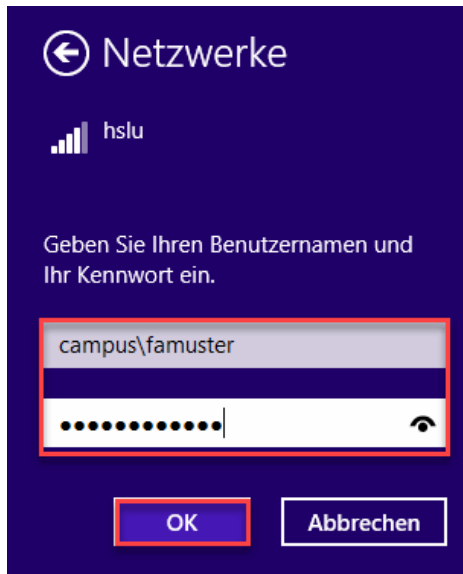 Netzwerke
hslu
Geben Sie Ihren Benutzernamen und
Ihr Kennwort ein.
campus\famuster
••••••••••••
OK
Abbrechen